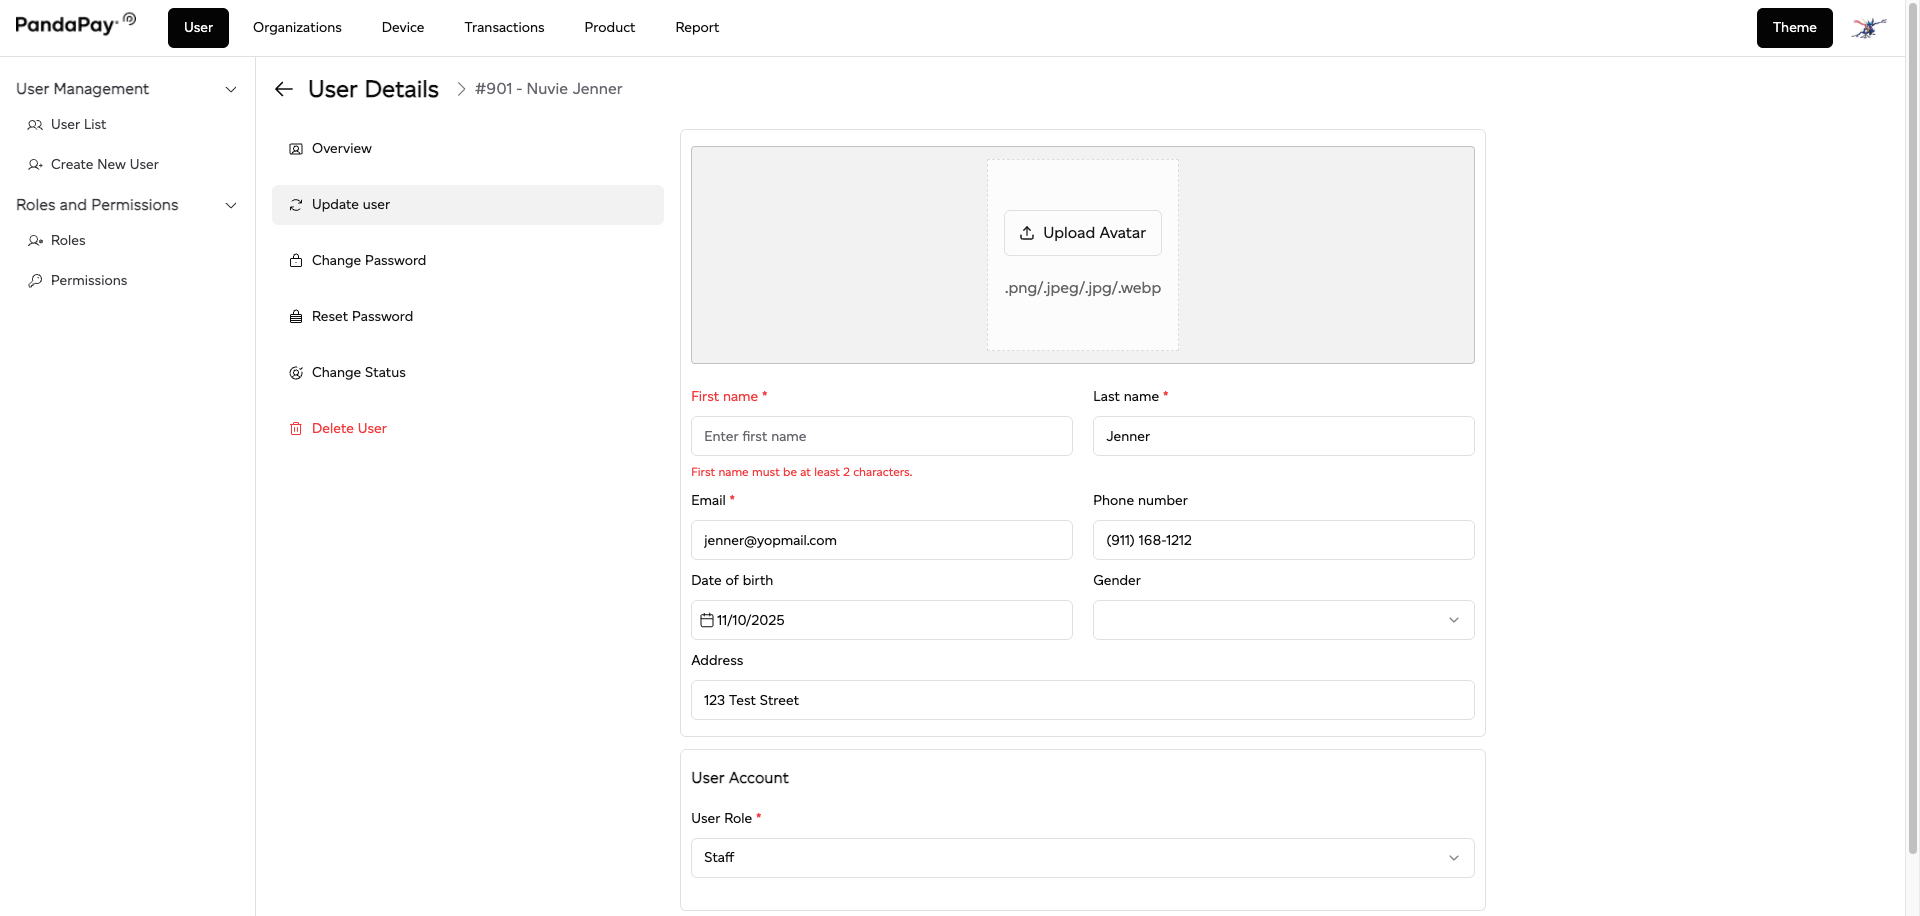 PandaPay
User
Organizations
Device
Transactions
Product
Report
Theme
User Management
User List
Create New User
Roles and Permissions
Roles
Permissions
User Details
#901 - Nuvie Jenner
Overview
Update user
Change Password
Reset Password
Change Status
Delete User
Upload Avatar
.png/.jpeg/.jpg/.webp
First name *
Last name *
Enter first name
Jenner
First name must be at least 2 characters.
Email *
Phone number
jenner@yopmail.com
(911) 168-1212
Date of birth
Gender
11/10/2025
Address
123 Test Street
User Account
User Role *
Staff